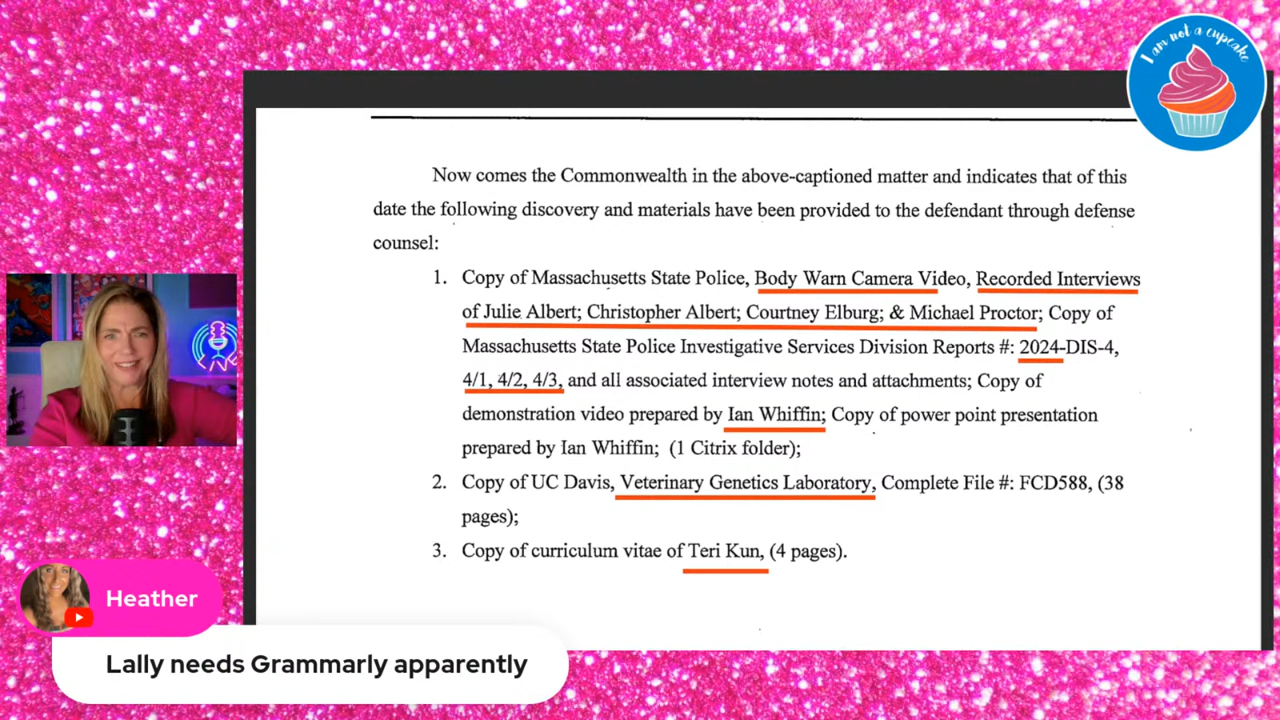 I am not a cupcake
Now comes the Commonwealth in the above-captioned matter and indicates that of this
date the following discovery and materials have been provided to the defendant through defense
counsel:
1. Copy of Massachusetts State Police, Body Warn Camera Video, Recorded Interviews
of Julie Albert; Christopher Albert; Courtney Elburg; & Michael Proctor; Copy of
Massachusetts State Police Investigative Services Division Reports #: 2024-DIS-4,
4/1, 4/2, 4/3, and all associated interview notes and attachments; Copy of
demonstration video prepared by Ian Whiffin; Copy of power point presentation
prepared by Ian Whiffin; (1 Citrix folder);
2. Copy of UC Davis, Veterinary Genetics Laboratory, Complete File #: FCD588, (38
pages);
3. Copy of curriculum vitae of Teri Kun, (4 pages).
Heather
Lally needs Grammarly apparently